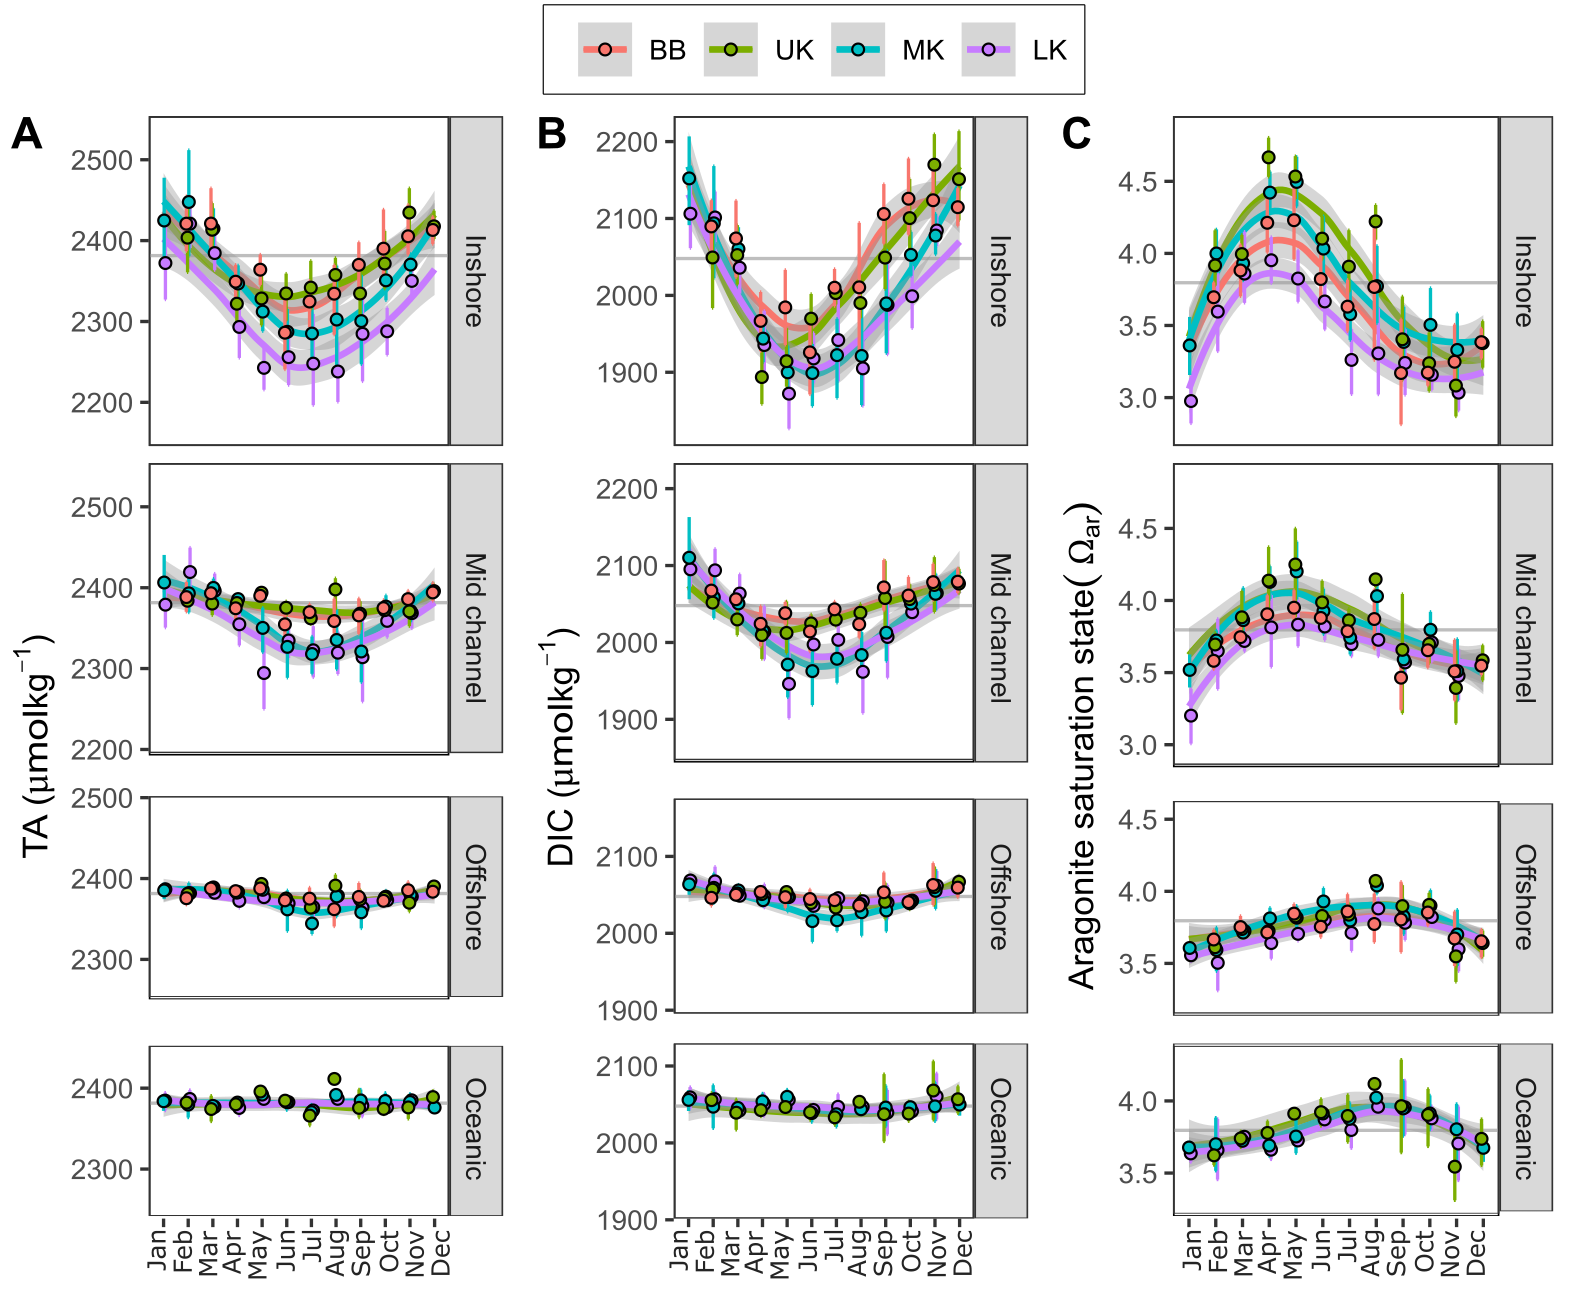 BB UK MK LK
A
TA (μmolkg⁻¹)
2500
2400
2300
2200
Inshore
2500
2400
2300
2200
Mid channel
2500
2400
2300
Offshore
2400
2300
Oceanic
Jan Feb Mar Apr May Jun Jul Aug Sep Oct Nov Dec
B
DIC (μmolkg⁻¹)
2200
2100
2000
1900
Inshore
2200
2100
2000
1900
Mid channel
2100
2000
1900
Offshore
2100
2000
1900
Oceanic
Jan Feb Mar Apr May Jun Jul Aug Sep Oct Nov Dec
C
Aragonite saturation state( Ωar)
4.5
4.0
3.5
3.0
Inshore
4.5
4.0
3.5
3.0
Mid channel
4.5
4.0
3.5
Offshore
4.0
3.5
Oceanic
Jan Feb Mar Apr May Jun Jul Aug Sep Oct Nov Dec